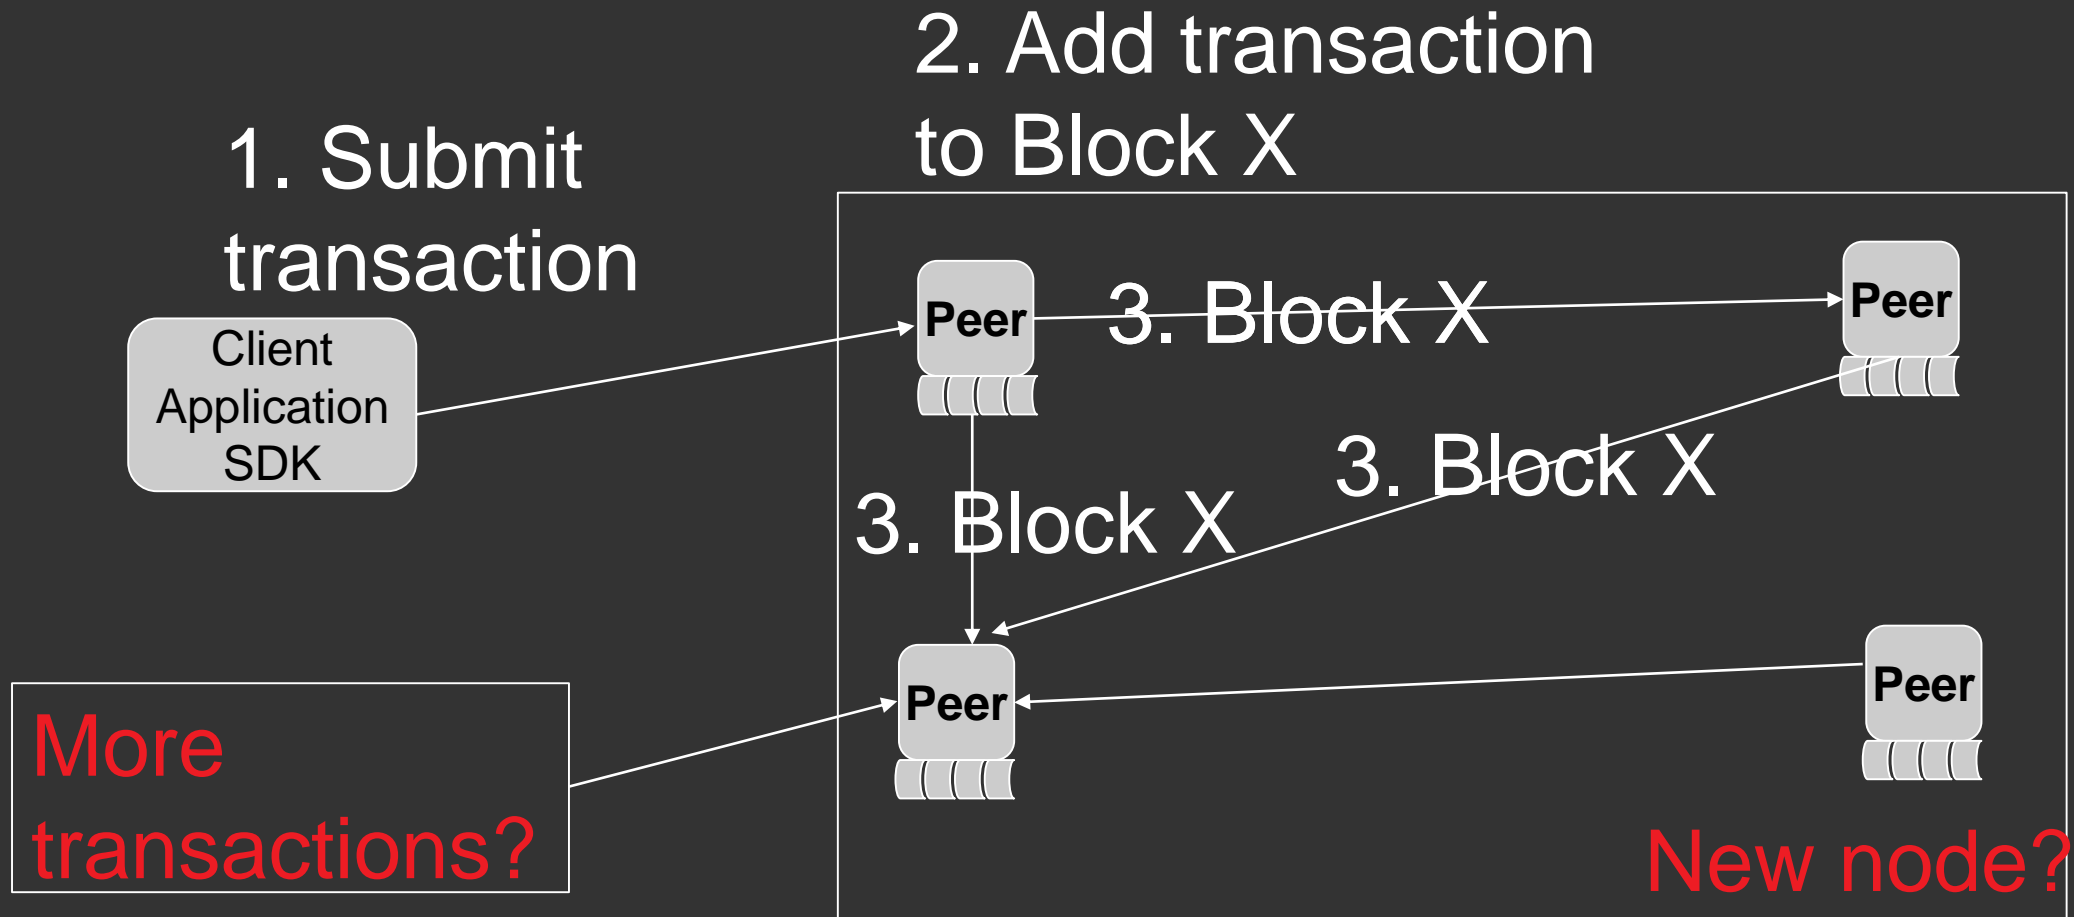 2. Add transaction
to Block X
1. Submit
transaction
Client
Application
SDK
Peer
3. Block X
Peer
3. Block X
3. Block X
Peer
Peer
More
transactions?
New node?